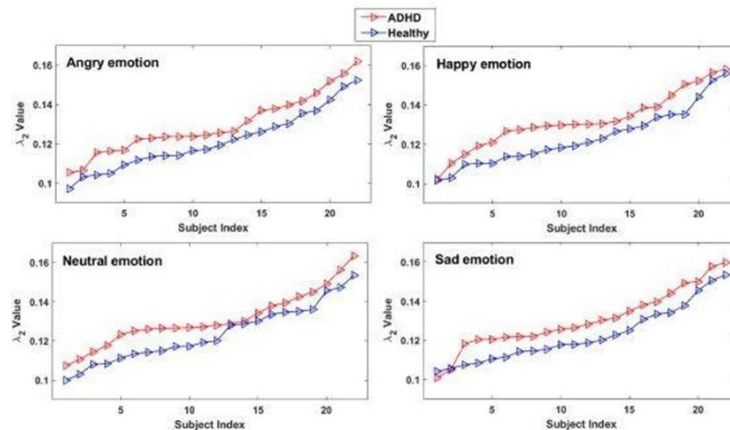 ADHD
Healthy
Angry emotion
λ2 Value
0.16
0.14
0.12
0.1
5
10
15
20
Subject Index
Happy emotion
λ2 Value
0.16
0.14
0.12
0.1
5
10
15
20
Subject Index
Neutral emotion
λ2 Value
0.16
0.14
0.12
0.1
5
10
15
20
Subject Index
Sad emotion
λ2 Value
0.16
0.14
0.12
0.1
5
10
15
20
Subject Index